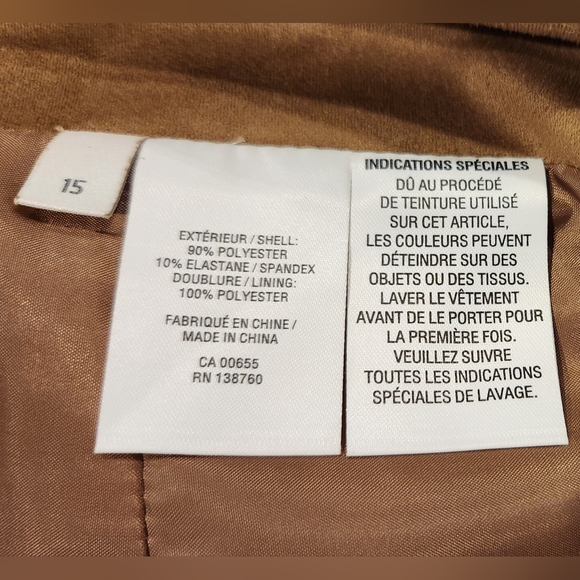 15
EXTÉRIEUR / SHELL:
90% POLYESTER
10% ELASTANE / SPANDEX
DOUBLURE / LINING:
100% POLYESTER
FABRIQUÉ EN CHINE /
MADE IN CHINA
CA 00655
RN 138760
INDICATIONS SPÉCIALES
DÛ AU PROCÉDÉ
DE TEINTURE UTILISÉ
SUR CET ARTICLE,
LES COULEURS PEUVENT
DÉTEINDRE SUR DES
OBJETS OU DES TISSUS.
LAVER LE VÊTEMENT
AVANT DE LE PORTER POUR
LA PREMIÈRE FOIS.
VEUILLEZ SUIVRE
TOUTES LES INDICATIONS
SPÉCIALES DE LAVAGE.